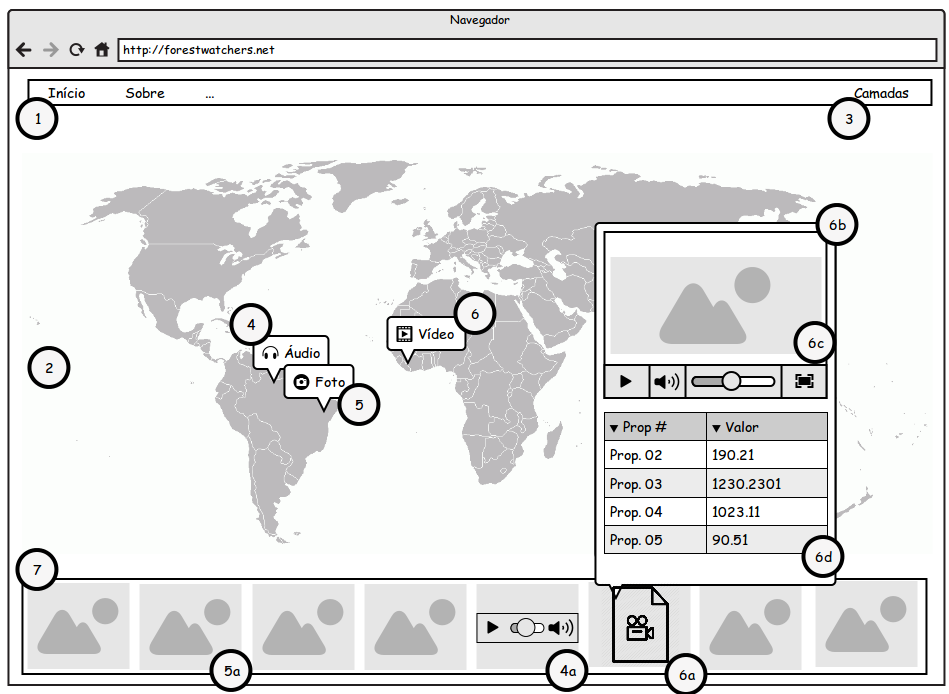 Navegador
http://forestwatchers.net
Início Sobre ... Camadas
1
3
6b
4
6
Áudio
Vídeo
6c
2
Foto
5
Prop # Valor
Prop. 02 190.21
Prop. 03 1230.2301
Prop. 04 1023.11
Prop. 05 90.51
6d
7
5a
4a
6a